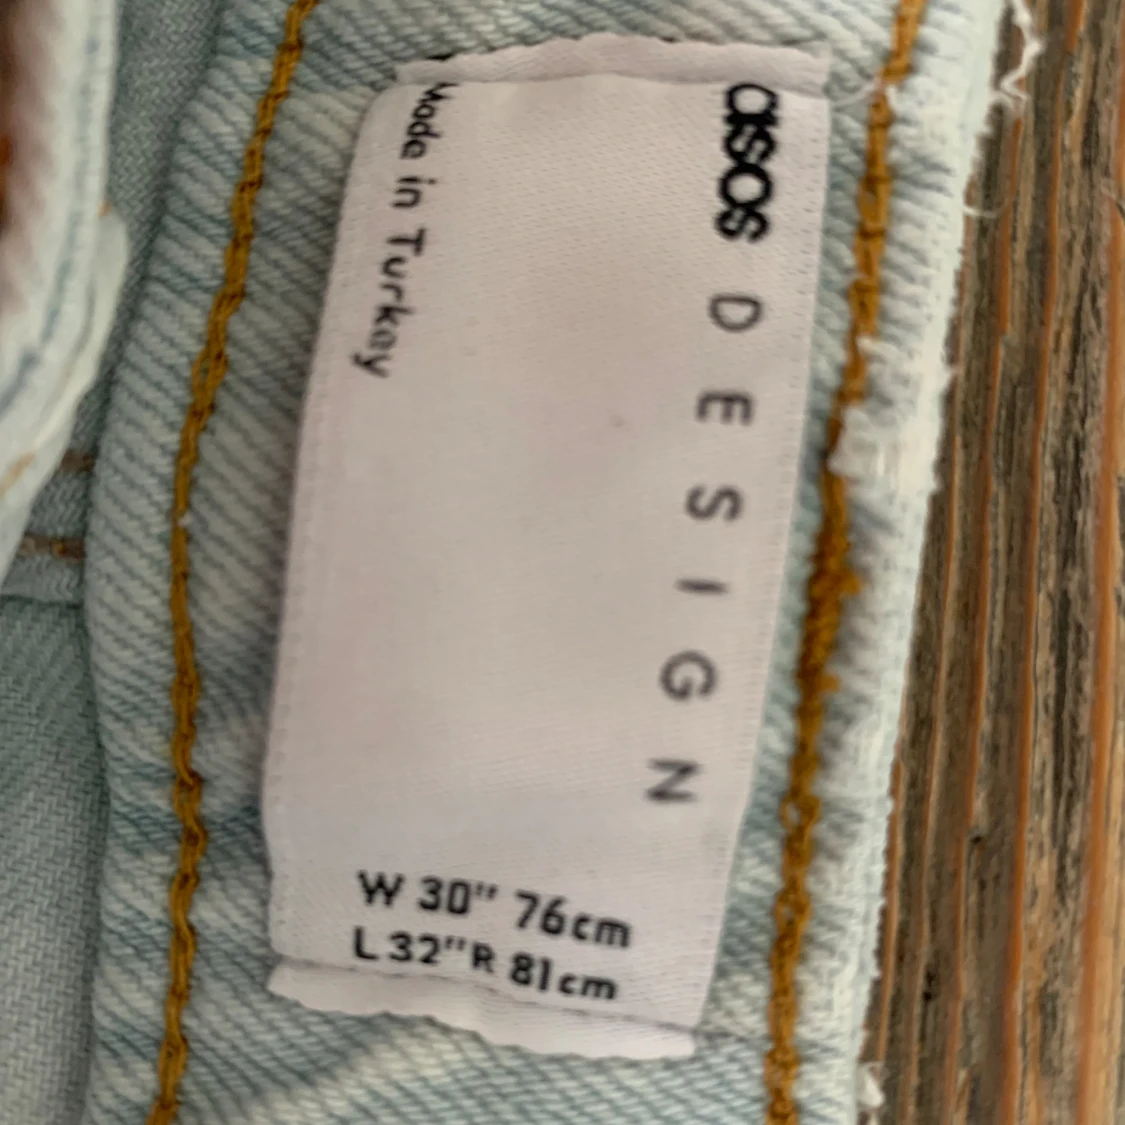 asos DESIGN
Made in Turkey
W 30" 76cm
L 32" R 81cm